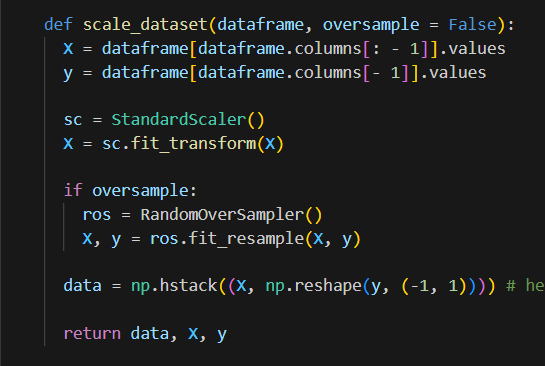 def scale_dataset(dataframe, oversample = False):
X = dataframe[dataframe.columns[: - 1]].values
y = dataframe[dataframe.columns[- 1]].values
sc = StandardScaler()
X = sc.fit_transform(X)
if oversample:
ros = RandomOverSampler()
X, y = ros.fit_resample(X, y)
data = np.hstack((X, np.reshape(y, (-1, 1)))) # he
return data, X, y